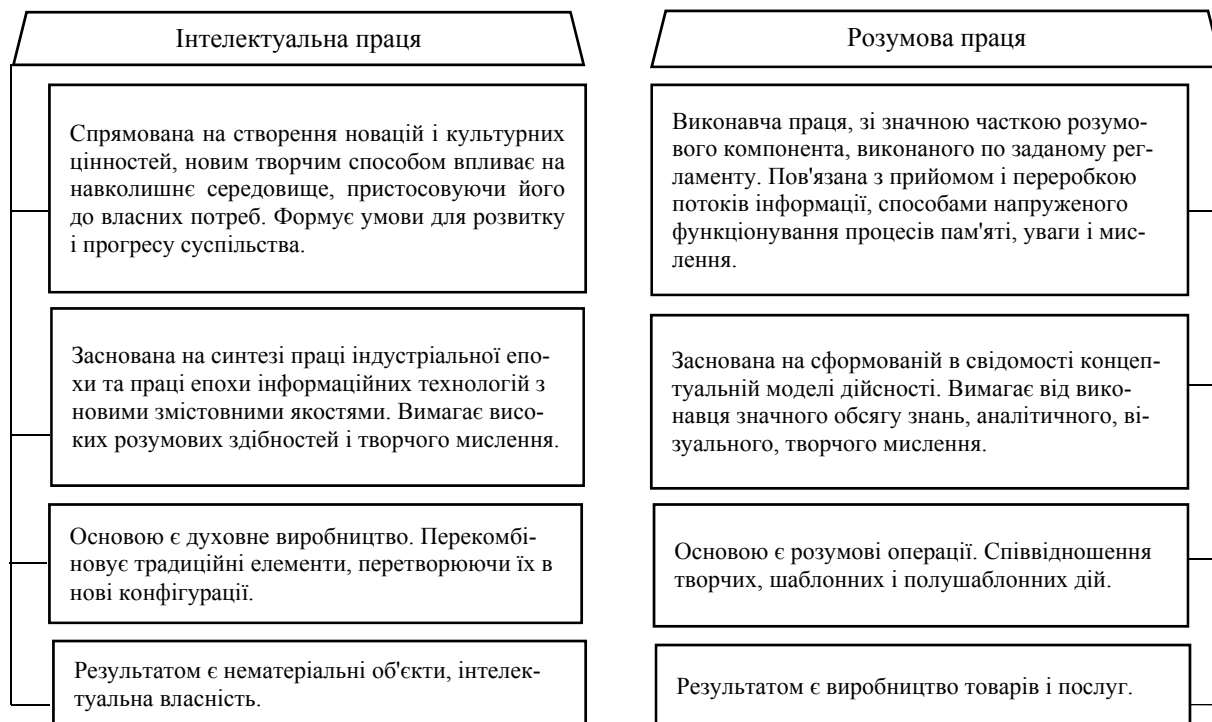 Інтелектуальна праця
Спрямована на створення новацій і культурних
цінностей, новим творчим способом впливає на
навколишнє середовище, пристосовуючи його
до власних потреб. Формує умови для розвитку
і прогресу суспільства.
Заснована на синтезі праці індустріальної епо-
хи та праці епохи інформаційних технологій з
новими змістовними якостями. Вимагає висо-
ких розумових здібностей і творчого мислення.
Основою є духовне виробництво. Перекомбі-
новує традиційні елементи, перетворюючи їх в
нові конфігурації.
Результатом є нематеріальні об'єкти, інтелек-
туальна власність.
Розумова праця
Виконавча праця, зі значною часткою розумо-
вого компонента, виконаного по заданому рег-
ламенту. Пов'язана з прийомом і переробкою
потоків інформації, способами напруженого
функціонування процесів пам'яті, уваги і мис-
лення.
Заснована на сформованій в свідомості концеп-
туальній моделі дійсності. Вимагає від вико-
навця значного обсягу знань, аналітичного, ві-
зуального, творчого мислення.
Основою є розумові операції. Співвідношення
творчих, шаблонних і полушаблонних дій.
Результатом є виробництво товарів і послуг.